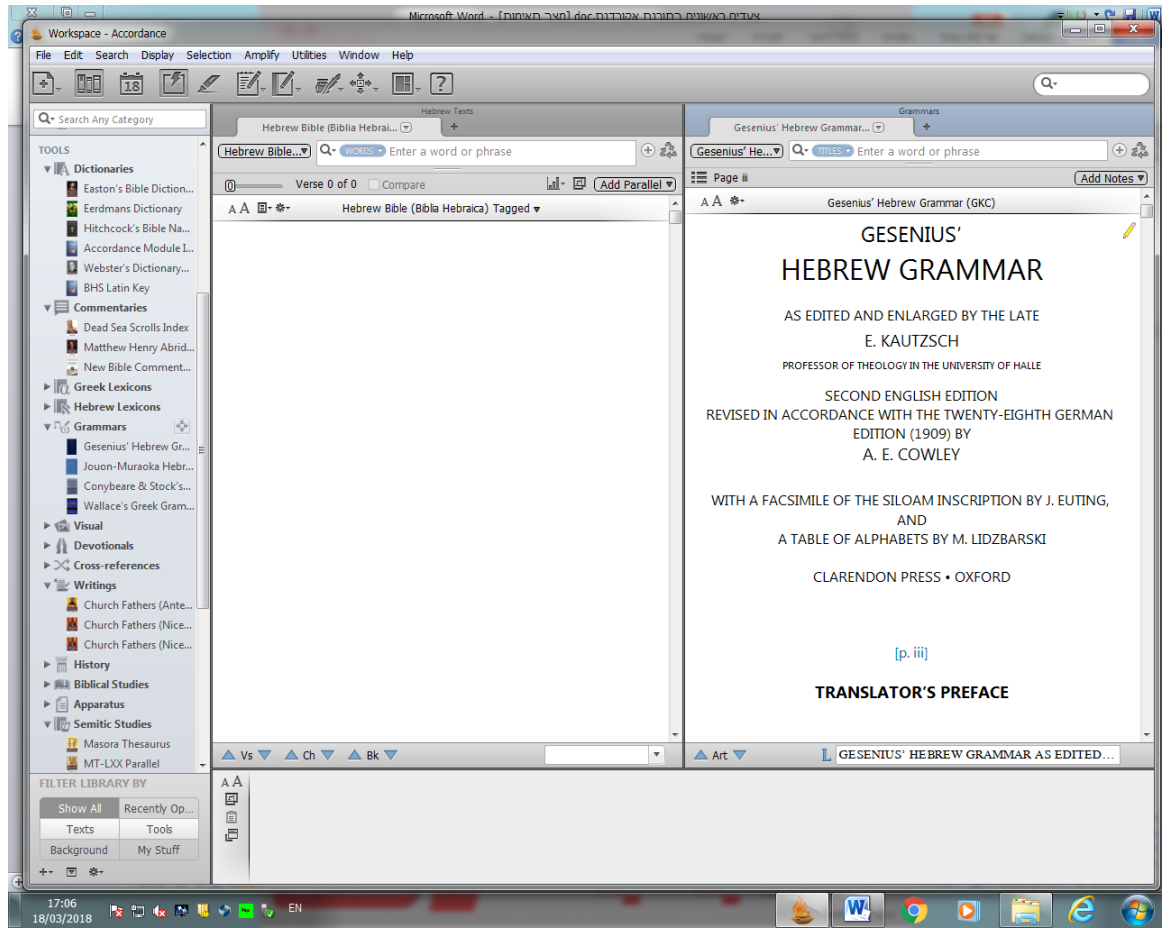 Microsoft Word - [מצב תאימות] doc.צעדים ראשונים בתוכנת אקורדנס
Workspace - Accordance
File Edit Search Display Selection Amplify Utilities Window Help
18
Search Any Category
TOOLS
Dictionaries
Easton's Bible Diction...
Eerdmans Dictionary
Hitchcock's Bible Na...
Accordance Module I...
Webster's Dictionary...
BHS Latin Key
Commentaries
Dead Sea Scrolls Index
Matthew Henry Abrid...
New Bible Comment...
Greek Lexicons
Hebrew Lexicons
Grammars
Gesenius' Hebrew Gr...
Jouon-Muraoka Hebr...
Conybeare & Stock's...
Wallace's Greek Gram...
Visual
Devotionals
Cross-references
Writings
Church Fathers (Ante...
Church Fathers (Nice...
Church Fathers (Nice...
History
Biblical Studies
Apparatus
Semitic Studies
Masora Thesaurus
MT-LXX Parallel
FILTER LIBRARY BY
Show All Recently Op...
Texts Tools
Background My Stuff
Hebrew Texts
Hebrew Bible (Biblia Hebrai...
Hebrew Bible... WORDS Enter a word or phrase
0 Verse 0 of 0 Compare Add Parallel
A A Hebrew Bible (Biblia Hebraica) Tagged
Vs Ch Bk
A A
Grammars
Gesenius' Hebrew Grammar...
Gesenius' He... TITLES Enter a word or phrase
Page ii Add Notes
A A Gesenius' Hebrew Grammar (GKC)
GESENIUS'
HEBREW GRAMMAR
AS EDITED AND ENLARGED BY THE LATE
E. KAUTZSCH
PROFESSOR OF THEOLOGY IN THE UNIVERSITY OF HALLE
SECOND ENGLISH EDITION
REVISED IN ACCORDANCE WITH THE TWENTY-EIGHTH GERMAN
EDITION (1909) BY
A. E. COWLEY
WITH A FACSIMILE OF THE SILOAM INSCRIPTION BY J. EUTING,
AND
A TABLE OF ALPHABETS BY M. LIDZBARSKI
CLARENDON PRESS • OXFORD
[p. iii]
TRANSLATOR'S PREFACE
Art L GESENIUS' HEBREW GRAMMAR AS EDITED...
17:06
18/03/2018
EN